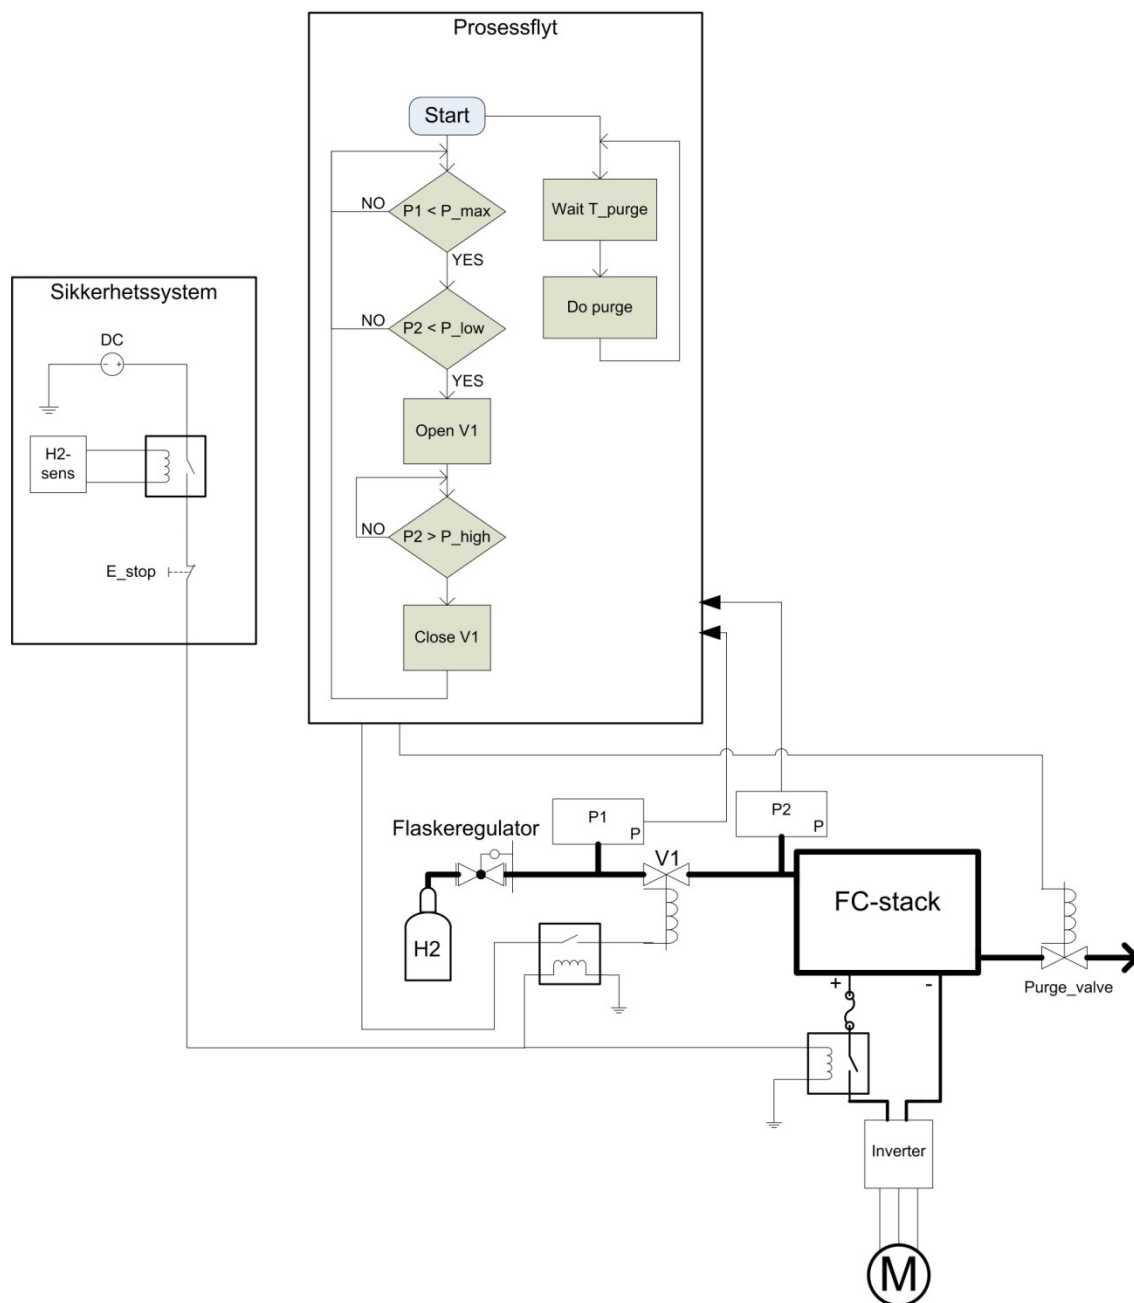 Prosessflyt
Start
P1 < P_max
NO
YES
P2 < P_low
NO
YES
Open V1
P2 > P_high
NO
Close V1
Wait T_purge
Do purge
Sikkerhetssystem
DC
- +
H2-
sens
E_stop
Flaskeregulator
P1
P
V1
P2
P
H2
FC-stack
+
-
Purge_valve
Inverter
M